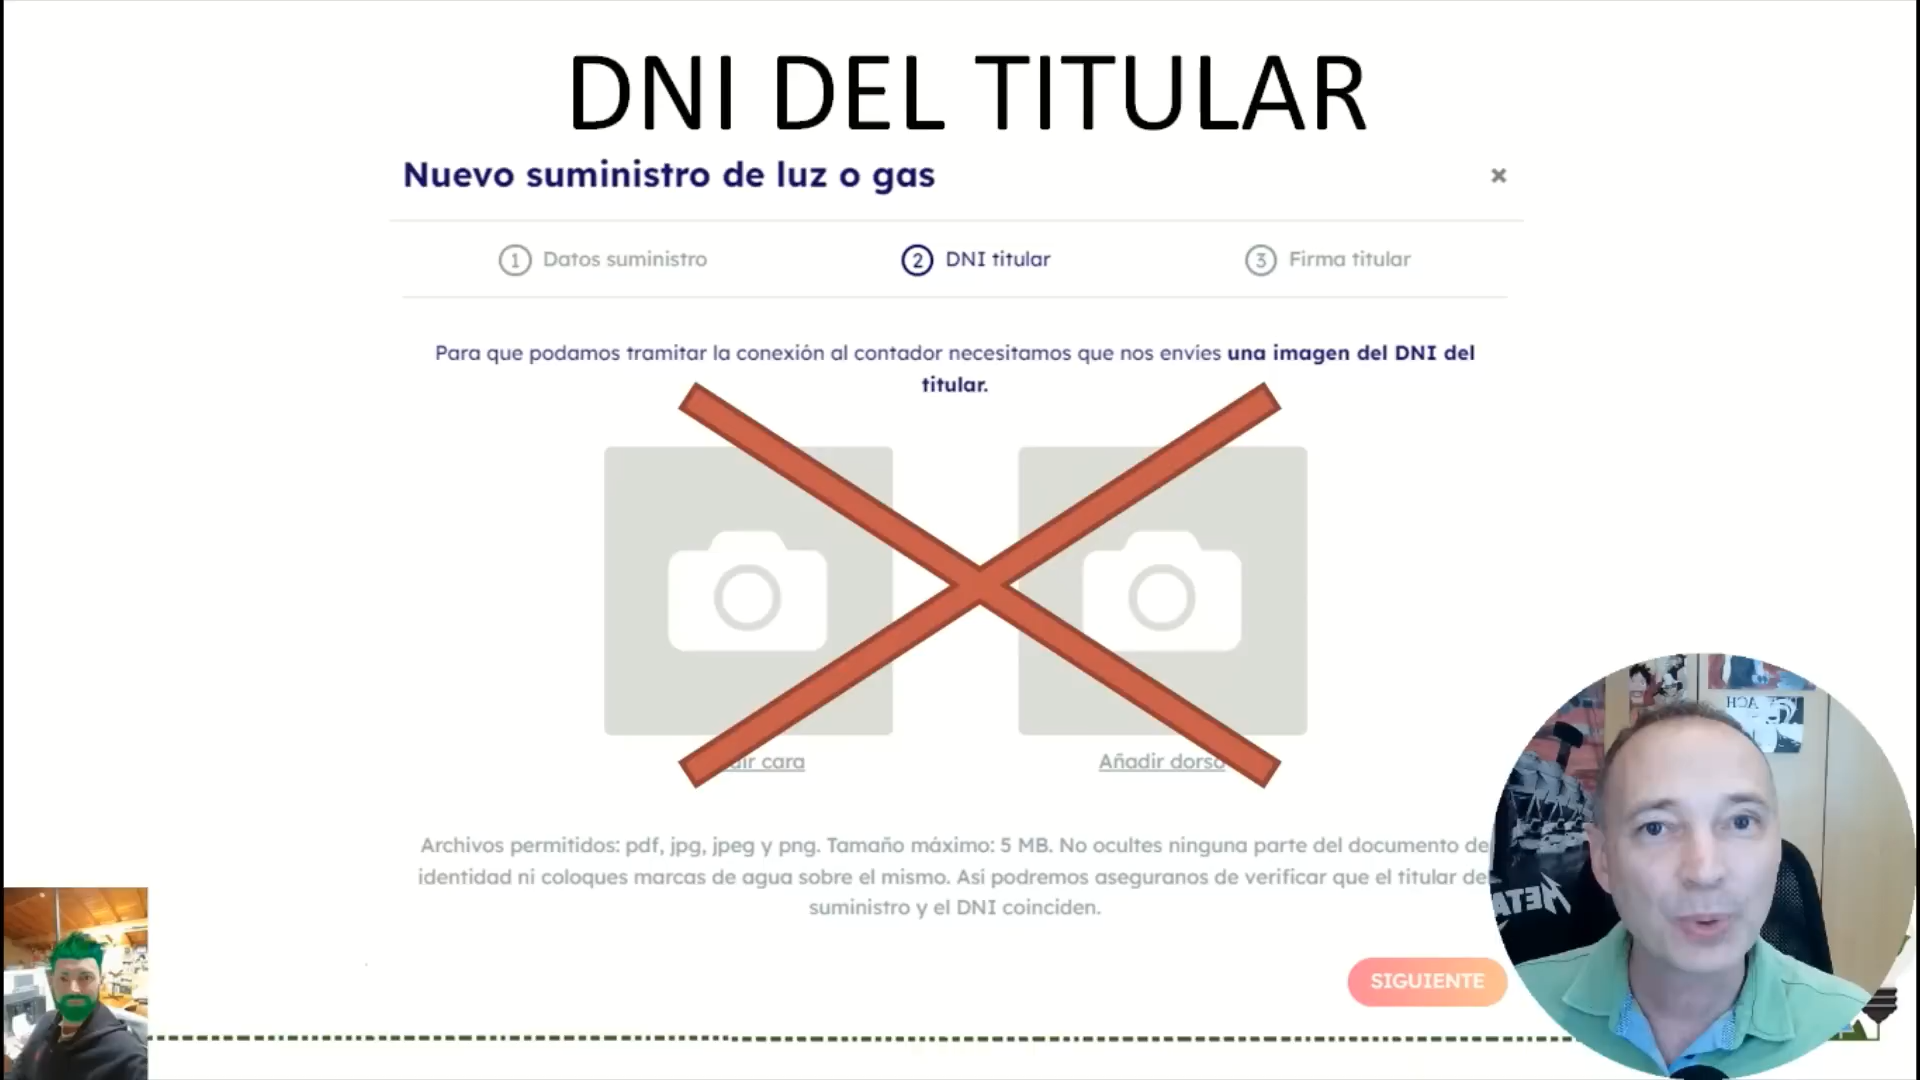 DNI DEL TITULAR
Nuevo suministro de luz o gas
×
1 Datos suministro
2 DNI titular
3 Firma titular
Para que podamos tramitar la conexión al contador necesitamos que nos envíes una imagen del DNI del
titular.
cara
Añadir dorso
Archivos permitidos: pdf, jpg, jpeg y png. Tamaño máximo: 5 MB. No ocultes ninguna parte del documento de
identidad ni coloques marcas de agua sobre el mismo. Así podremos aseguranos de verificar que el titular de
suministro y el DNI coinciden.
SIGUIENTE